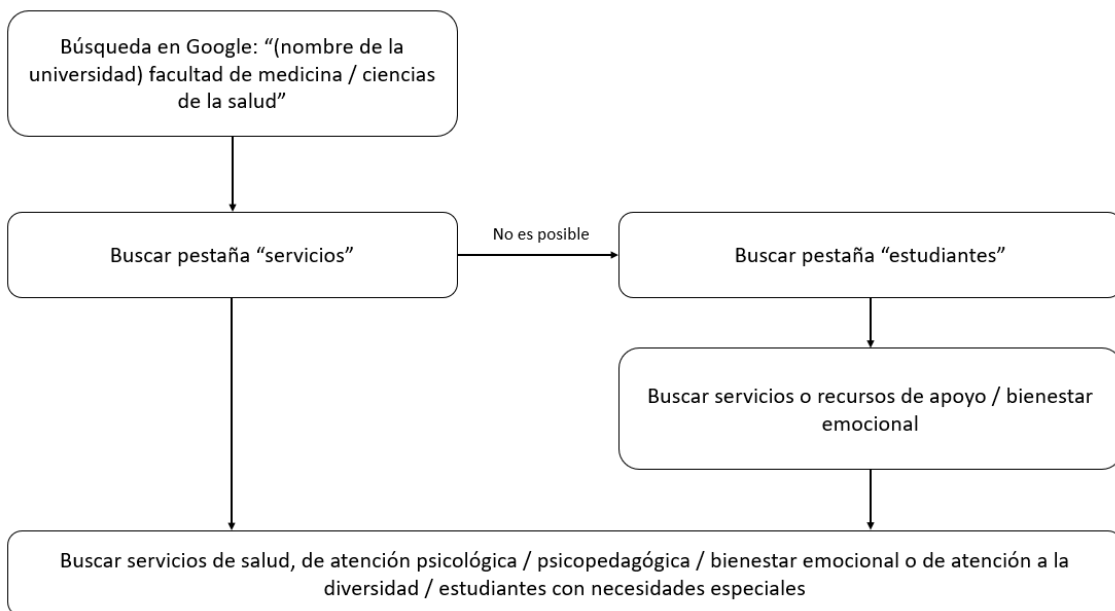 Búsqueda en Google: “(nombre de la
universidad) facultad de medicina / ciencias
de la salud”
Buscar pestaña “servicios”
No es posible
Buscar pestaña “estudiantes”
Buscar servicios o recursos de apoyo / bienestar
emocional
Buscar servicios de salud, de atención psicológica / psicopedagógica / bienestar emocional o de atención a la
diversidad / estudiantes con necesidades especiales